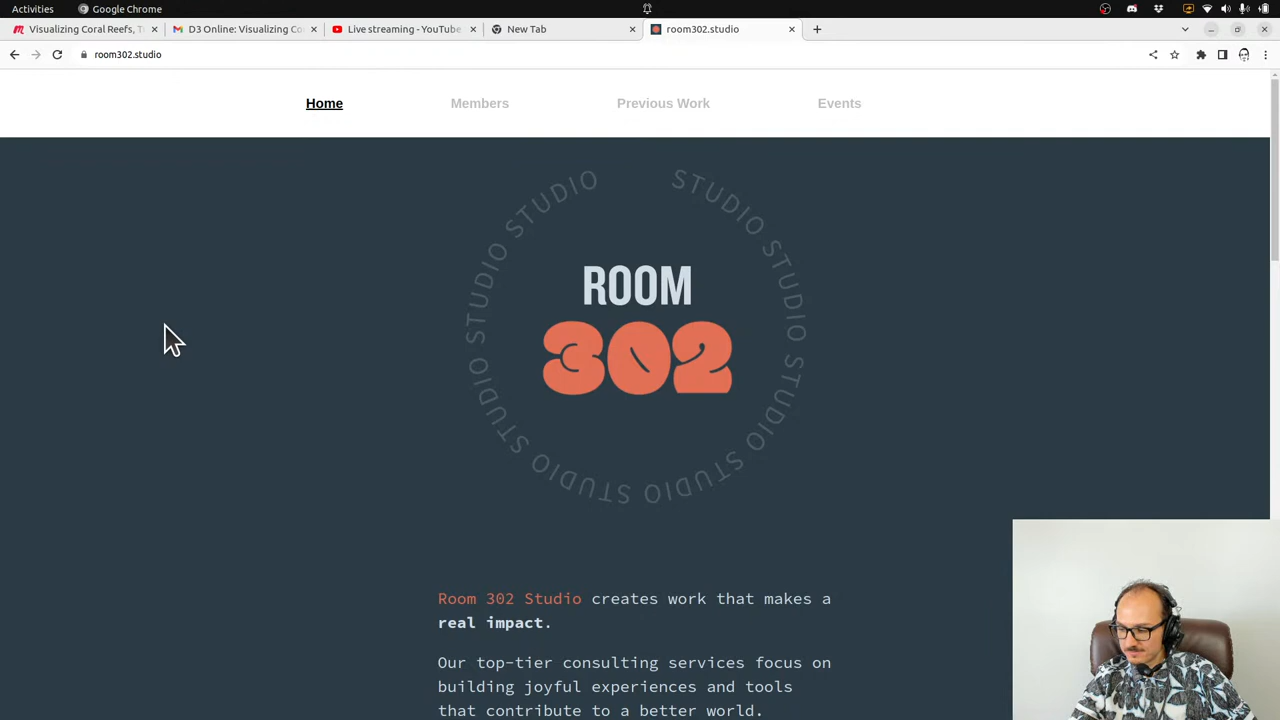 Activities
Google Chrome
Visualizing Coral Reefs, T
D3 Online: Visualizing Co
Live streaming - YouTube
New Tab
room302.studio
room302.studio
Home
Members
Previous Work
Events
STUDIO STUDIO STUDIO STUDIO STUDIO STUDIO STUDIO STUDIO
ROOM
302
Room 302 Studio creates work that makes a
real impact.
Our top-tier consulting services focus on
building joyful experiences and tools
that contribute to a better world.